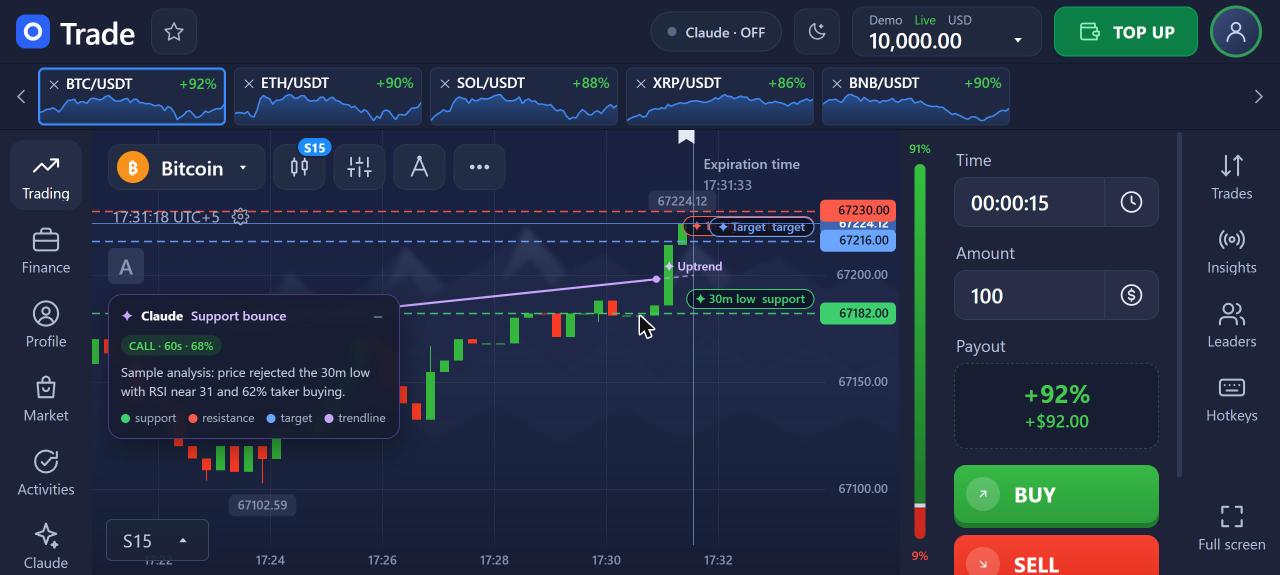 Trade
Claude · OFF
Demo Live USD
10,000.00
TOP UP
BTC/USDT +92%
ETH/USDT +90%
SOL/USDT +88%
XRP/USDT +86%
BNB/USDT +90%
Trading
Finance
Profile
Market
Activities
Claude
Bitcoin
S15
17:31:18 UTC+5
A
Expiration time
17:31:33
67224.12
67230.00
67224.12
67216.00
67200.00
67182.00
67150.00
67100.00
Target target
Uptrend
30m low support
Claude Support bounce
CALL · 60s · 68%
Sample analysis: price rejected the 30m low
with RSI near 31 and 62% taker buying.
support resistance target trendline
67102.59
S15
17:22
17:24
17:26
17:28
17:30
17:32
91%
9%
Time
00:00:15
Amount
100
Payout
+92%
+$92.00
BUY
SELL
Trades
Insights
Leaders
Hotkeys
Full screen